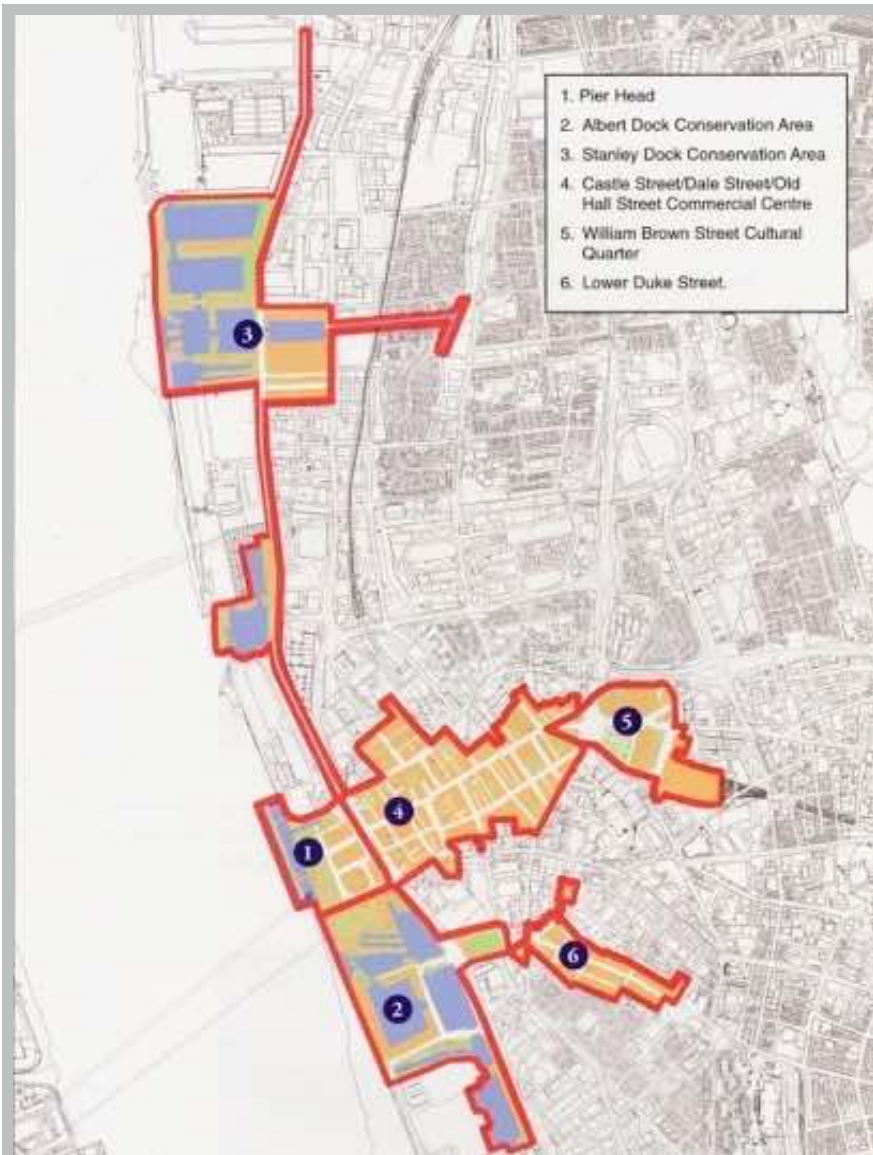 1. Pier Head
2. Albert Dock Conservation Area
3. Stanley Dock Conservation Area
4. Castle Street/Dale Street/Old
Hall Street Commercial Centre
5. William Brown Street Cultural
Quarter
6. Lower Duke Street.
3
5
4
1
6
2